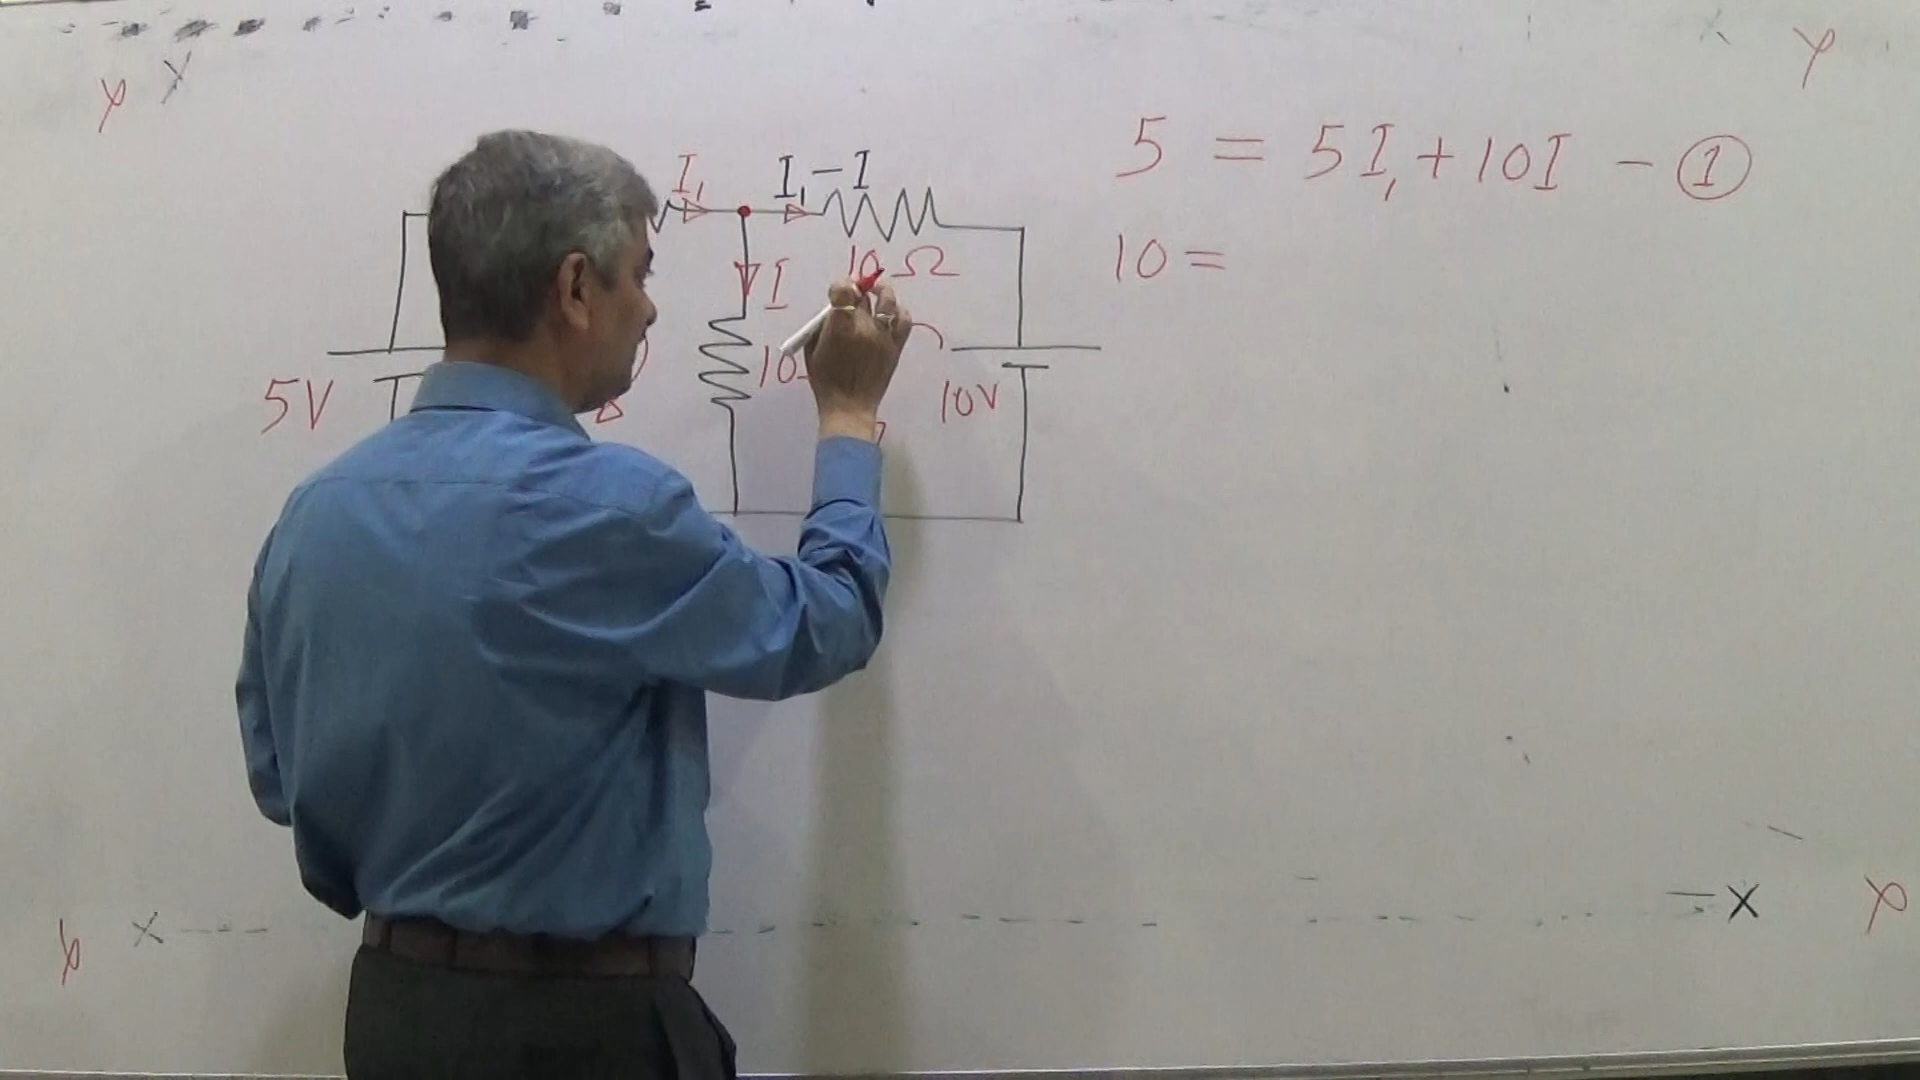 y y x y
I₁ I₁-I
5 = 5I₁ + 10I - ①
10 Ω
10 =
I
5V
10
10V
x
x
y
y